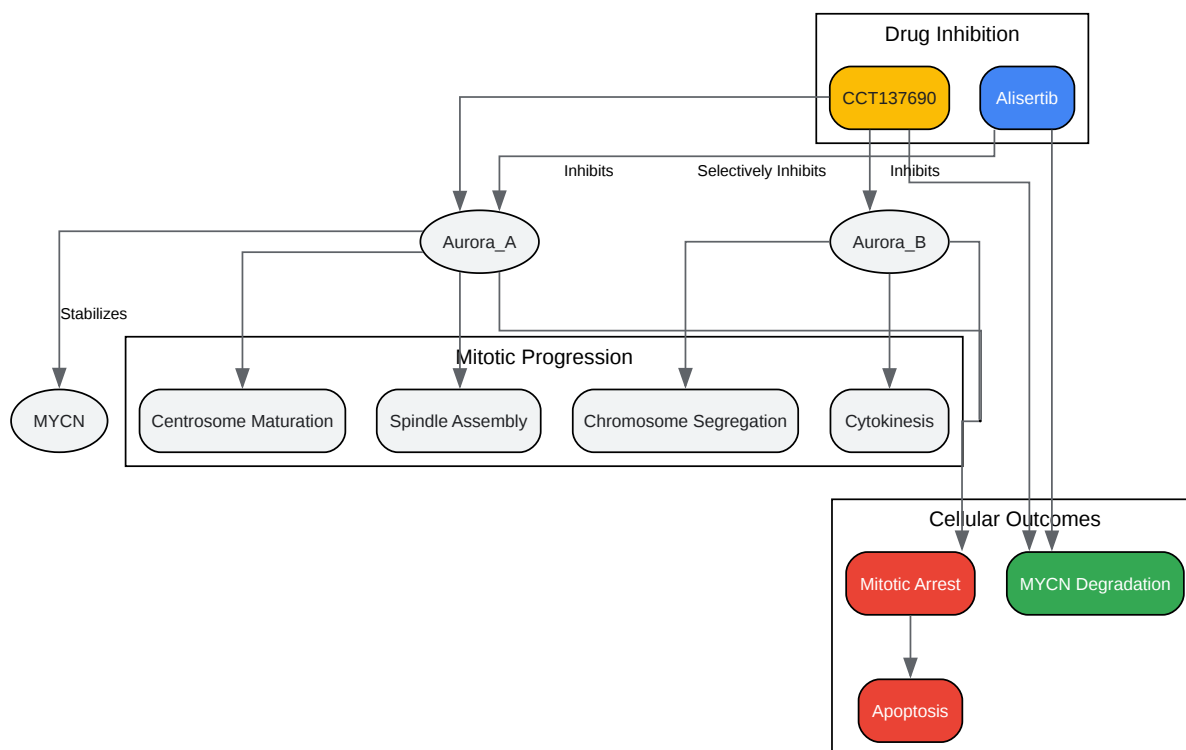 Drug Inhibition
CCT137690
Alisertib
Inhibits
Selectively Inhibits
Inhibits
Aurora_A
Aurora_B
Stabilizes
Mitotic Progression
MYCN
Centrosome Maturation
Spindle Assembly
Chromosome Segregation
Cytokinesis
Cellular Outcomes
Mitotic Arrest
MYCN Degradation
Apoptosis